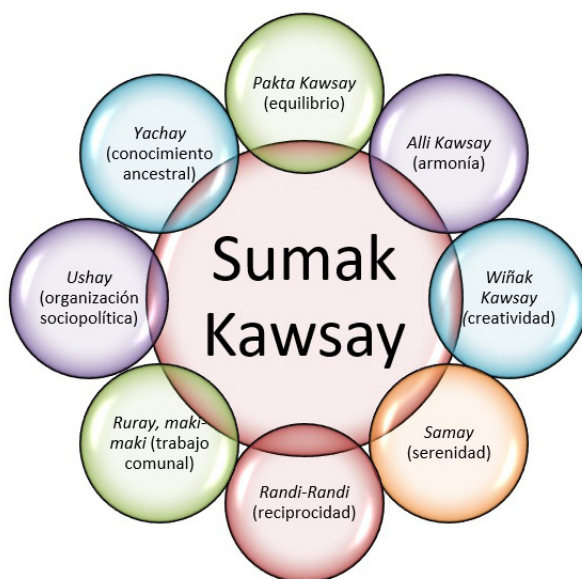 Pakta Kawsay
(equilibrio)
Alli Kawsay
(armonía)
Wiñak
Kawsay
(creatividad)
Samay
(serenidad)
Randi-Randi
(reciprocidad)
Ruray, maki-
maki (trabajo
comunal)
Ushay
(organización
sociopolítica)
Yachay
(conocimiento
ancestral)
Sumak
Kawsay